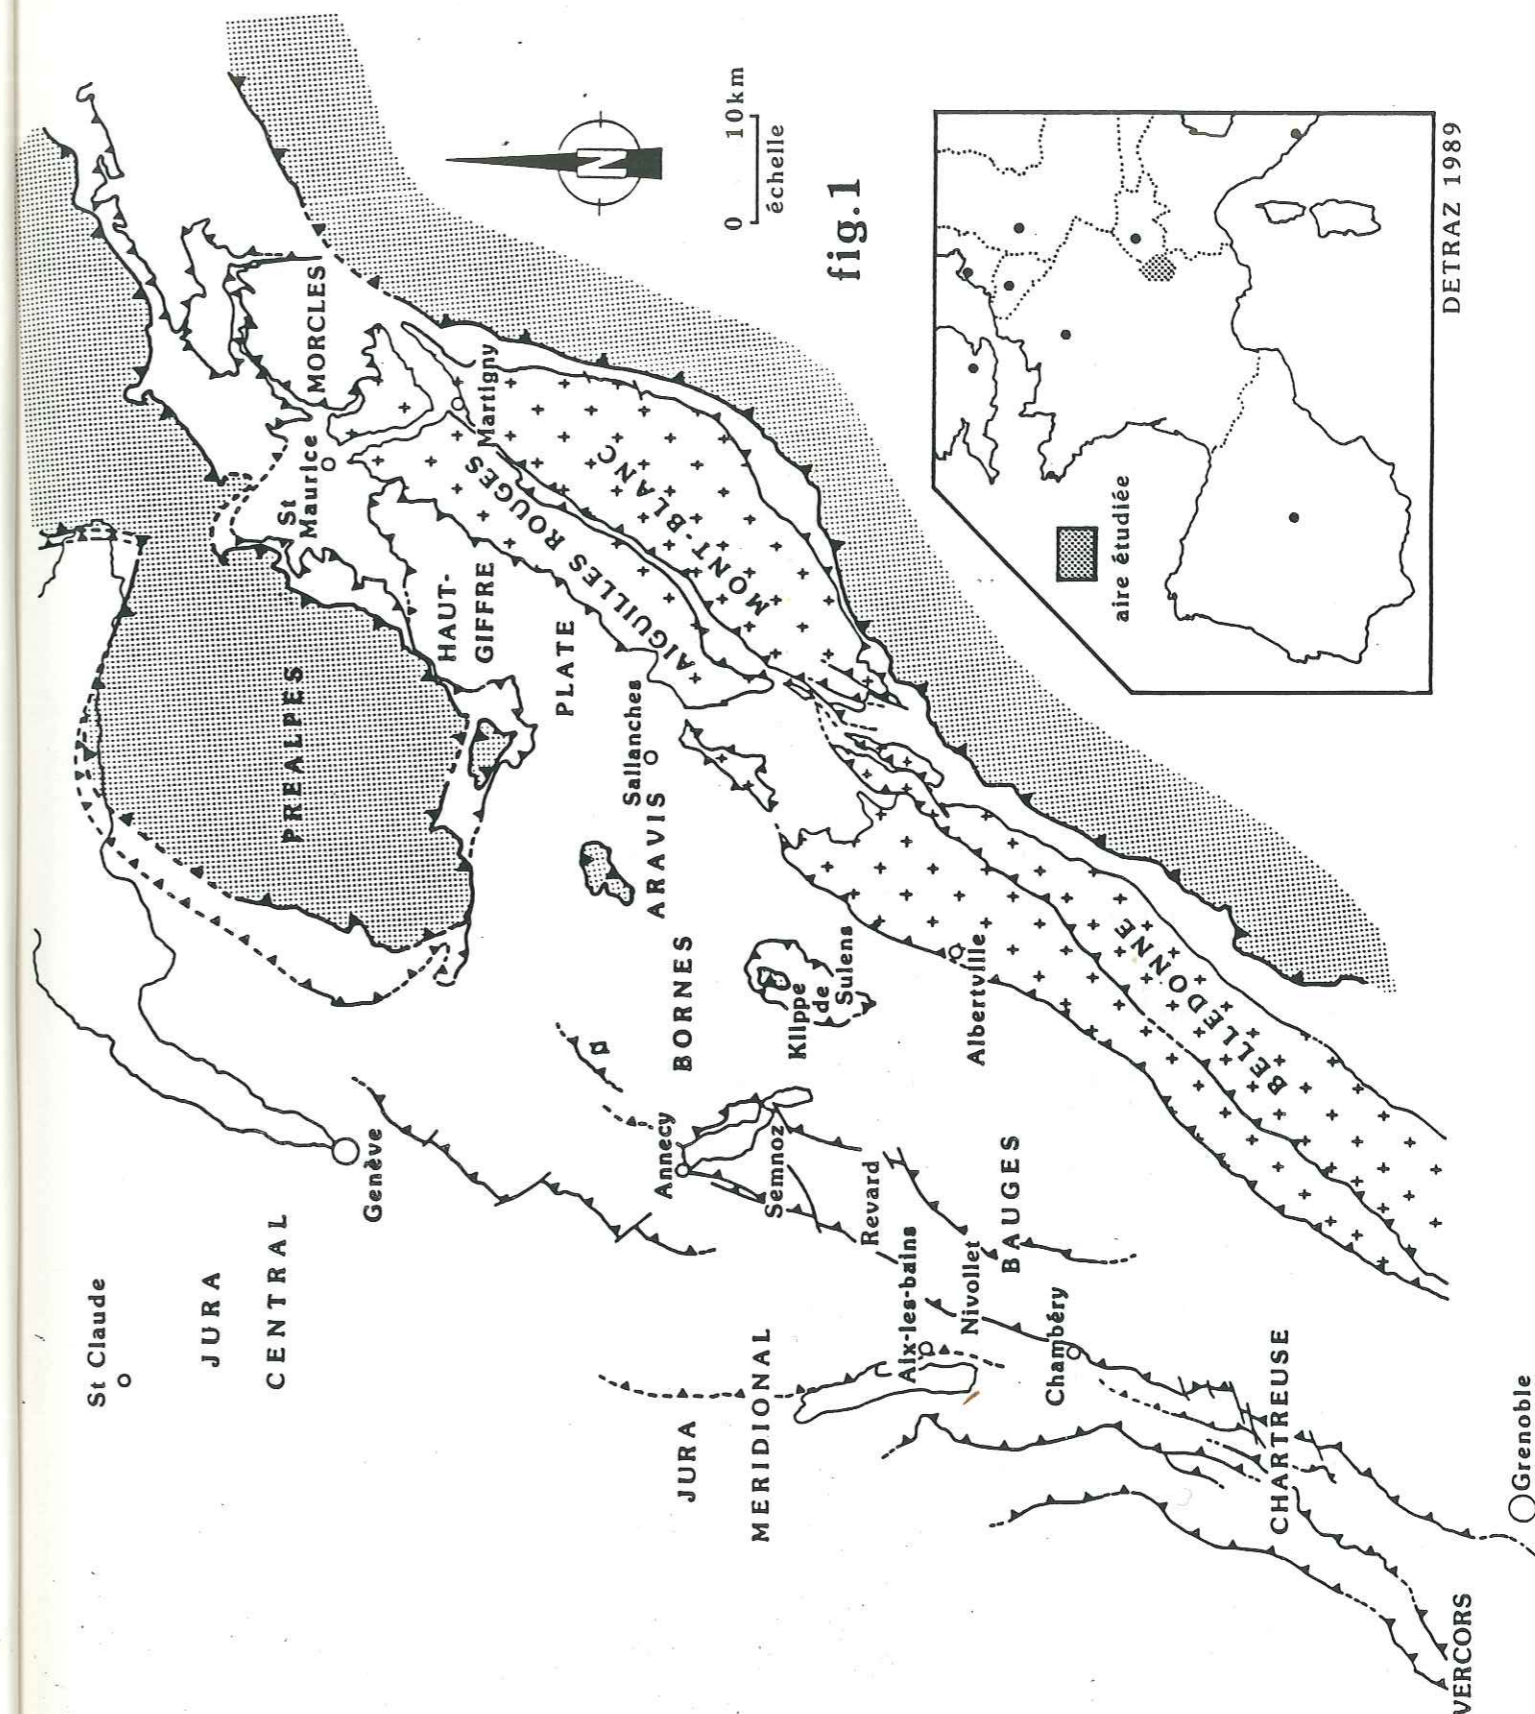 St Claude
JURA
CENTRAL
Genève
PREALPES
St
Maurice
MORCLES
Martigny
HAUT-
GIFFRE
PLATE
AIGUILLES ROUGES
MONT-BLANC
Sallanches
ARAVIS
BORNES
Annecy
Semnoz
Klippe
de
Sulens
JURA
MERIDIONAL
Revard
Aix-les-bains
Nivollet
BAUGES
Albertville
Chambéry
BELLEDONNE
CHARTREUSE
VERCORS
Grenoble
N
0 10km
échelle
fig.1
aire étudiée
DETRAZ 1989